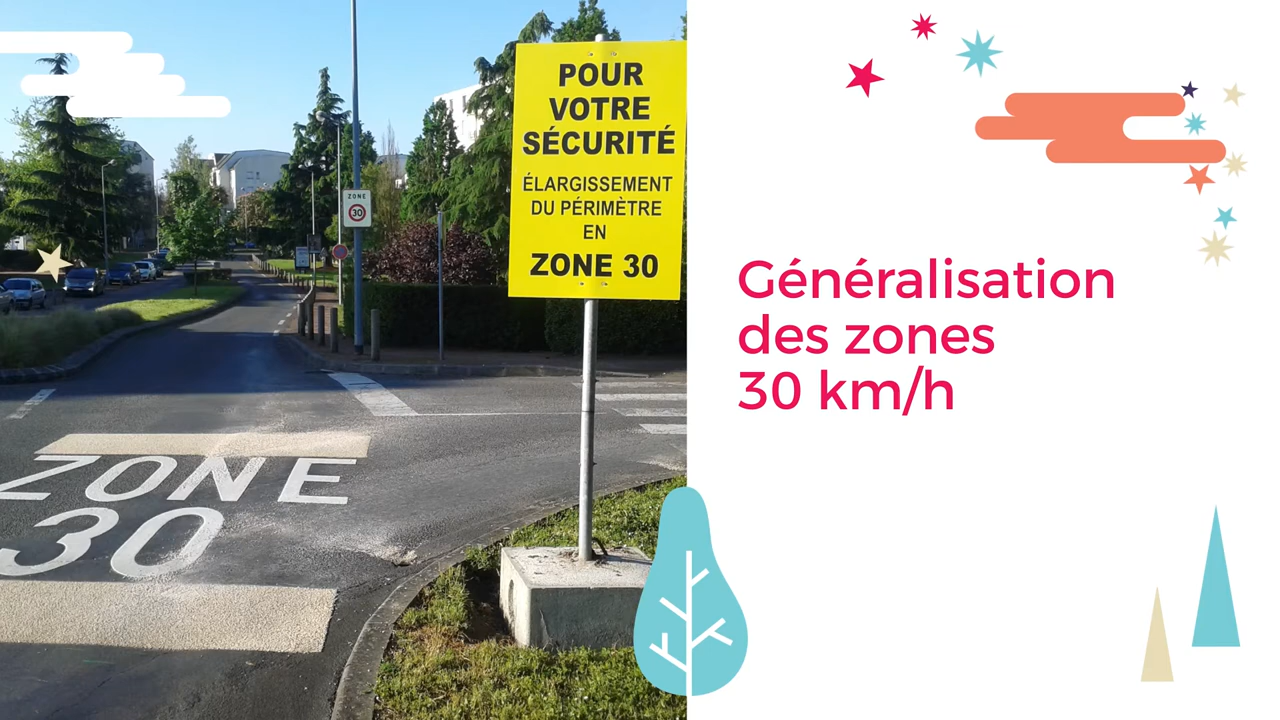 POUR
VOTRE
SÉCURITÉ
ÉLARGISSEMENT
DU PÉRIMÈTRE
EN
ZONE 30
ZONE
30
ZONE
30
Généralisation
des zones
30 km/h